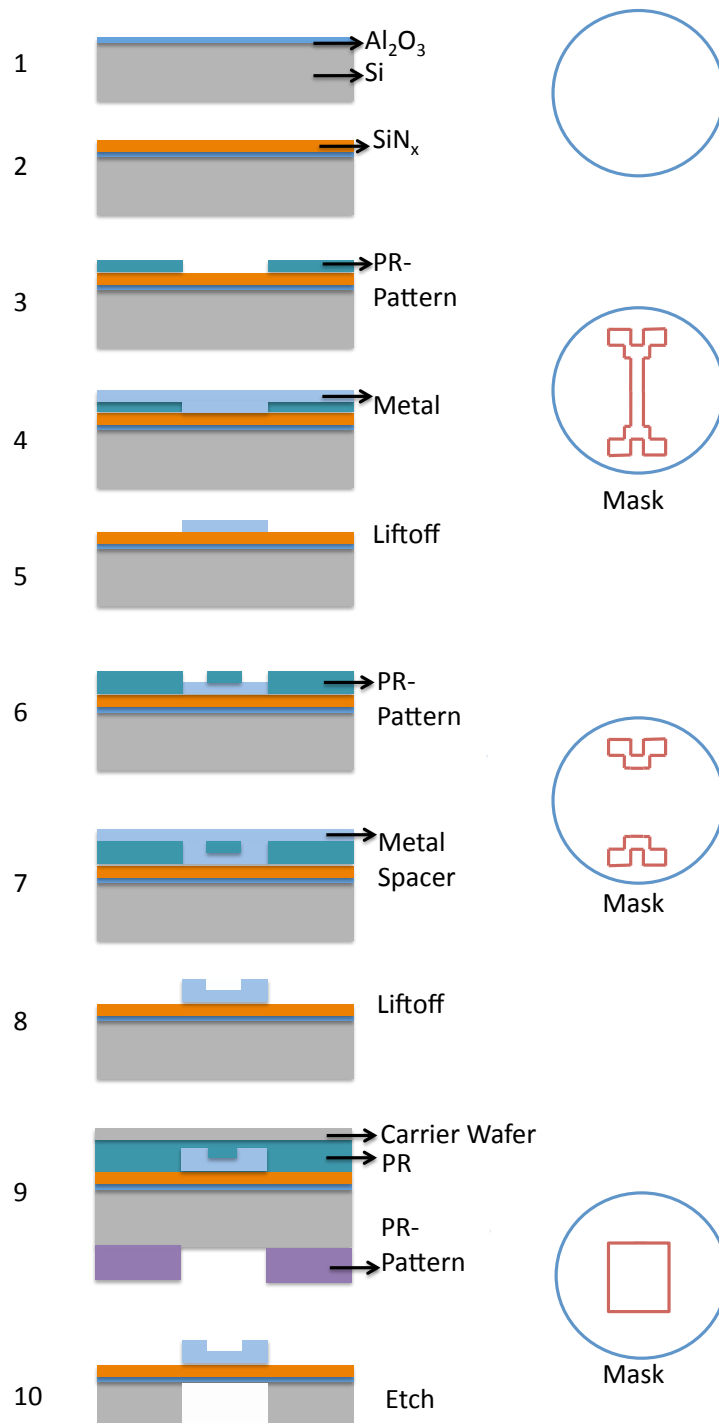 1
Al₂O₃
Si
2
SiNₓ
3
PR-
Pattern
4
Metal
Mask
5
Liftoff
6
PR-
Pattern
7
Metal
Spacer
Mask
8
Liftoff
9
Carrier Wafer
PR
PR-
Pattern
Mask
10
Etch